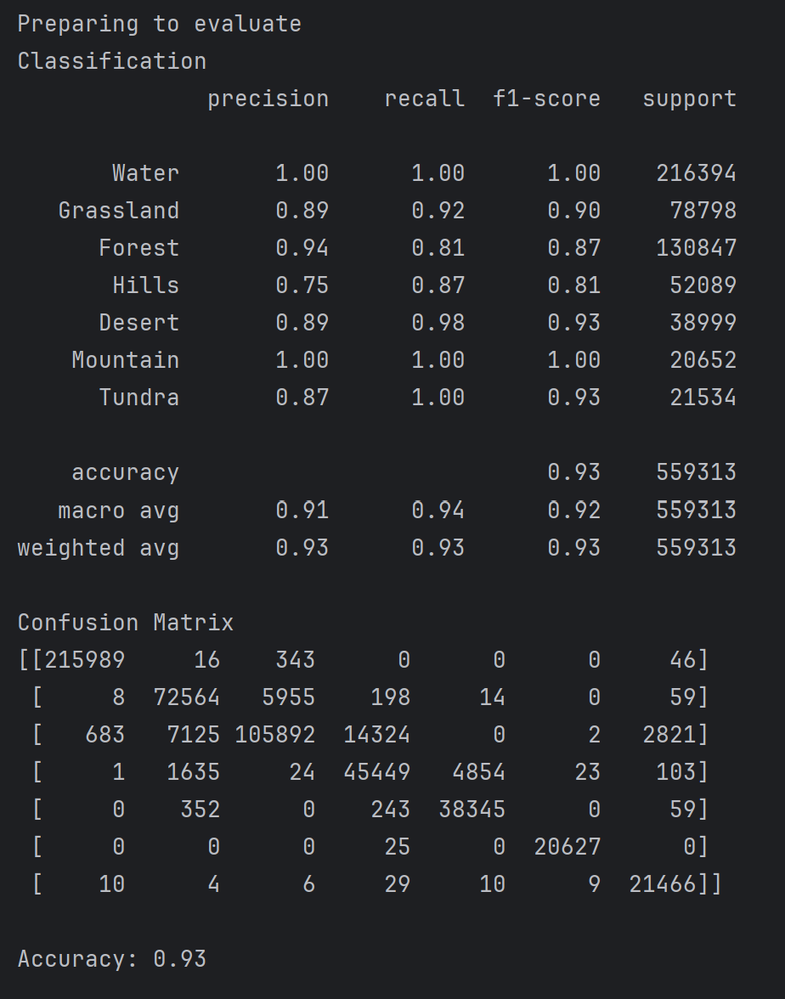 Preparing to evaluate
Classification
precision recall f1-score support
Water 1.00 1.00 1.00 216394
Grassland 0.89 0.92 0.90 78798
Forest 0.94 0.81 0.87 130847
Hills 0.75 0.87 0.81 52089
Desert 0.89 0.98 0.93 38999
Mountain 1.00 1.00 1.00 20652
Tundra 0.87 1.00 0.93 21534
accuracy 0.93 559313
macro avg 0.91 0.94 0.92 559313
weighted avg 0.93 0.93 0.93 559313
Confusion Matrix
[[215989 16 343 0 0 0 46]
[ 8 72564 5955 198 14 0 59]
[ 683 7125 105892 14324 0 2 2821]
[ 1 1635 24 45449 4854 23 103]
[ 0 352 0 243 38345 0 59]
[ 0 0 0 25 0 20627 0]
[ 10 4 6 29 10 9 21466]]
Accuracy: 0.93